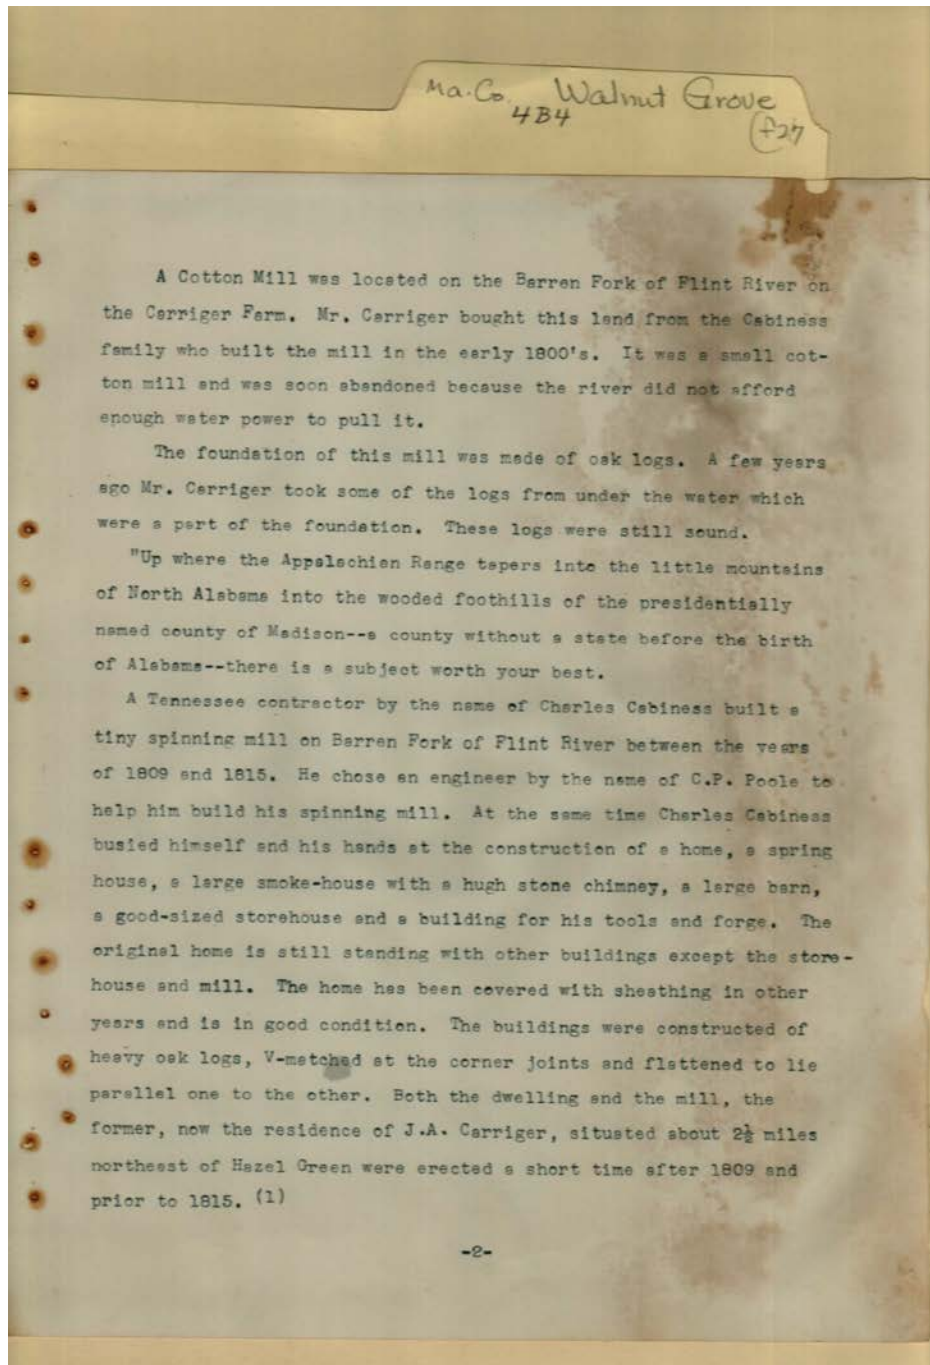 Ma.Co. Walnut Grove
4B4
f27
A Cotton Mill was located on the Barren Fork of Flint River on
the Carriger Farm. Mr. Carriger bought this land from the Cabiness
family who built the mill in the early 1800's. It was a small cot-
ton mill and was soon abandoned because the river did not afford
enough water power to pull it.
The foundation of this mill was made of oak logs. A few years
ago Mr. Carriger took some of the logs from under the water which
were a part of the foundation. These logs were still sound.
"Up where the Appalachian Range tapers into the little mountains
of North Alabama into the wooded foothills of the presidentially
named county of Madison--a county without a state before the birth
of Alabama--there is a subject worth your best.
A Tennessee contractor by the name of Charles Cabiness built a
tiny spinning mill on Barren Fork of Flint River between the years
of 1809 and 1815. He chose an engineer by the name of C.P. Poole to
help him build his spinning mill. At the same time Charles Cabiness
busied himself and his hands at the construction of a home, a spring
house, a large smoke-house with a hugh stone chimney, a large barn,
a good-sized storehouse and a building for his tools and forge. The
original home is still standing with other buildings except the store-
house and mill. The home has been covered with sheathing in other
years and is in good condition. The buildings were constructed of
heavy oak logs, V-matched at the corner joints and flattened to lie
parallel one to the other. Both the dwelling and the mill, the
former, now the residence of J.A. Carriger, situated about 2½ miles
northeast of Hazel Green were erected a short time after 1809 and
prior to 1815. (1)
-2-